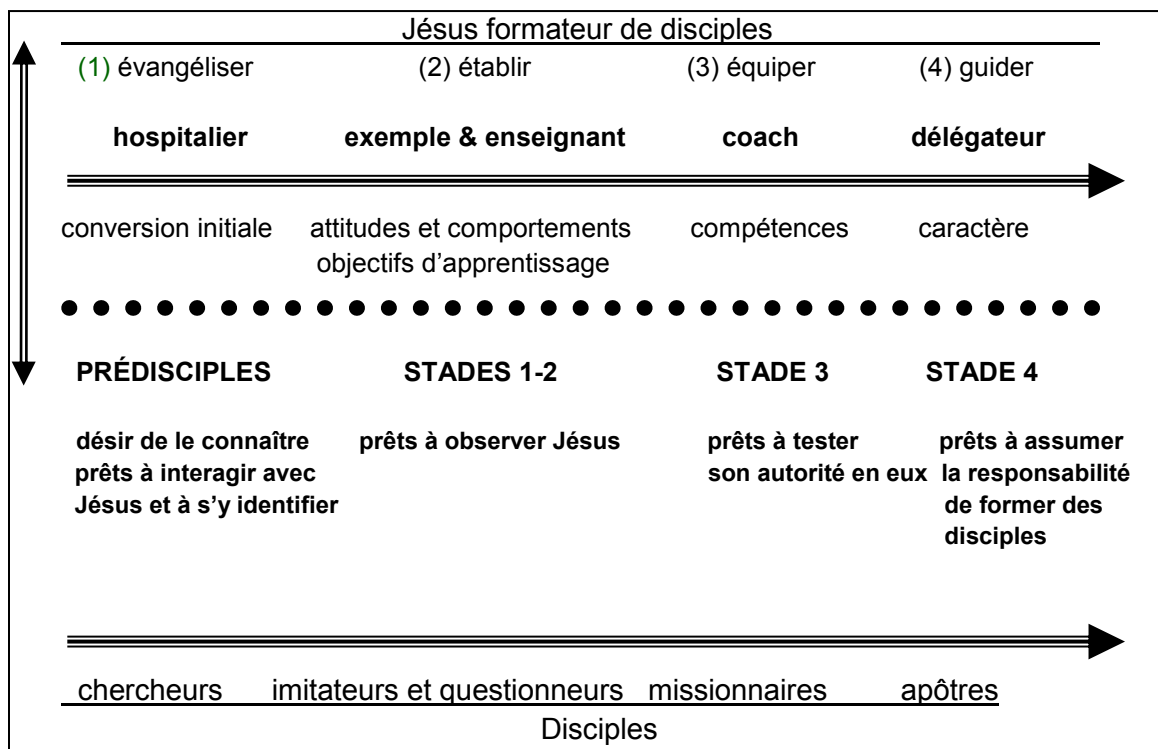 Jésus formateur de disciples
(1) évangéliser (2) établir (3) équiper (4) guider
hospitalier exemple & enseignant coach délégateur
conversion initiale attitudes et comportements compétences caractère
objectifs d'apprentissage
PRÉDISCIPLES STADES 1-2 STADE 3 STADE 4
désir de le connaître prêts à observer Jésus prêts à tester prêts à assumer
prêts à interagir avec son autorité en eux la responsabilité
Jésus et à s'y identifier de former des
disciples
chercheurs imitateurs et questionneurs missionnaires apôtres
Disciples